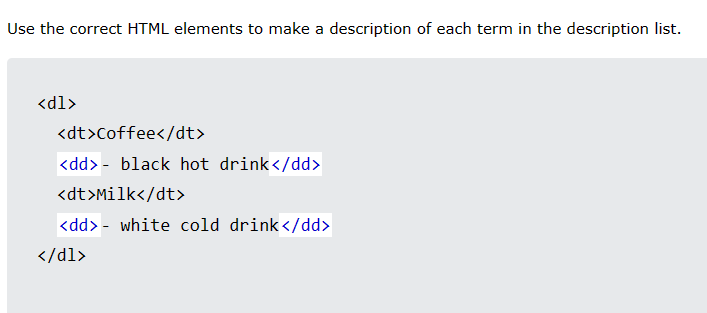 Use the correct HTML elements to make a description of each term in the description list.
<dl>
<dt>Coffee</dt>
<dd>- black hot drink</dd>
<dt>Milk</dt>
<dd>- white cold drink</dd>
</dl>